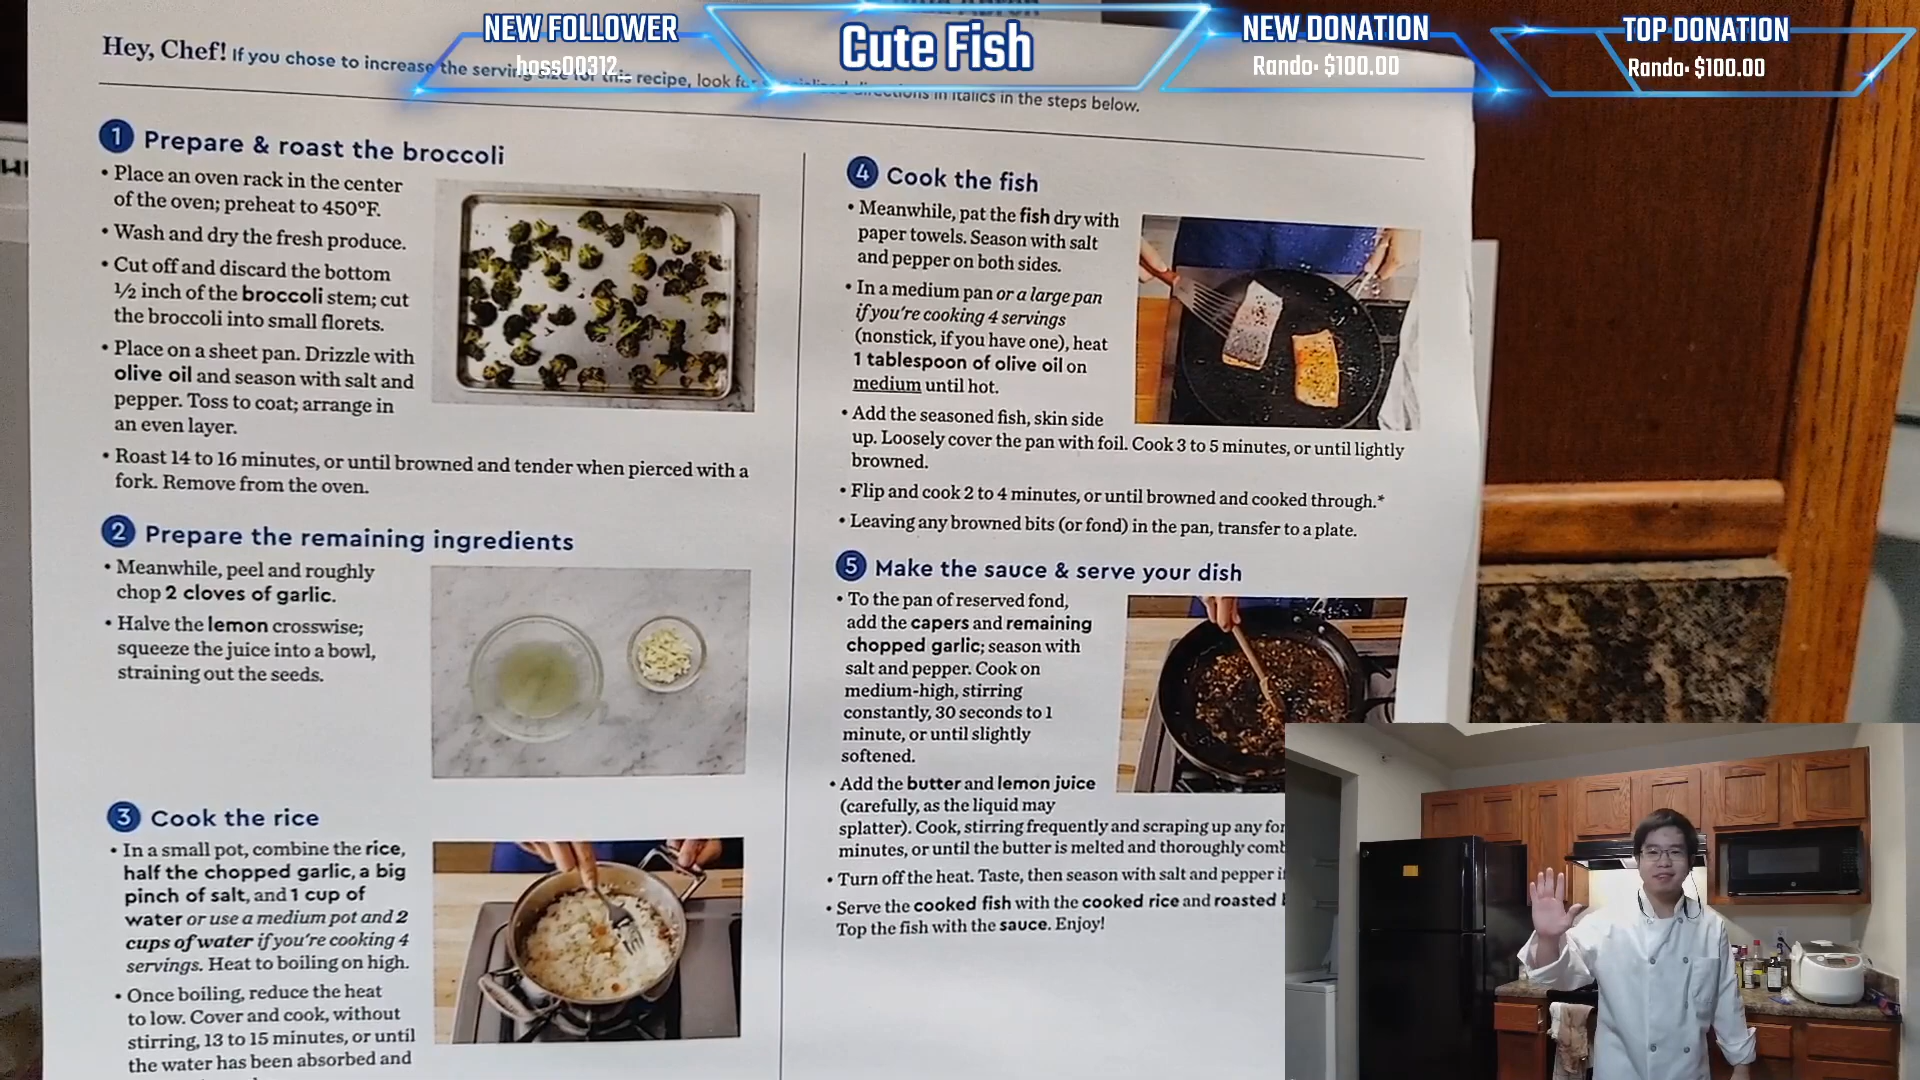 NEW FOLLOWER
hoss00312_
Cute Fish
NEW DONATION
Rando: $100.00
TOP DONATION
Rando: $100.00
Hey, Chef! If you chose to increase the serving size for this recipe, look for
directions in italics in the steps below.
1 Prepare & roast the broccoli
• Place an oven rack in the center
of the oven; preheat to 450°F.
• Wash and dry the fresh produce.
• Cut off and discard the bottom
½ inch of the broccoli stem; cut
the broccoli into small florets.
• Place on a sheet pan. Drizzle with
olive oil and season with salt and
pepper. Toss to coat; arrange in
an even layer.
• Roast 14 to 16 minutes, or until browned and tender when pierced with a
fork. Remove from the oven.
2 Prepare the remaining ingredients
• Meanwhile, peel and roughly
chop 2 cloves of garlic.
• Halve the lemon crosswise;
squeeze the juice into a bowl,
straining out the seeds.
3 Cook the rice
• In a small pot, combine the rice,
half the chopped garlic, a big
pinch of salt, and 1 cup of
water or use a medium pot and 2
cups of water if you're cooking 4
servings. Heat to boiling on high.
• Once boiling, reduce the heat
to low. Cover and cook, without
stirring, 13 to 15 minutes, or until
the water has been absorbed and
4 Cook the fish
• Meanwhile, pat the fish dry with
paper towels. Season with salt
and pepper on both sides.
• In a medium pan or a large pan
if you're cooking 4 servings
(nonstick, if you have one), heat
1 tablespoon of olive oil on
medium until hot.
• Add the seasoned fish, skin side
up. Loosely cover the pan with foil. Cook 3 to 5 minutes, or until lightly
browned.
• Flip and cook 2 to 4 minutes, or until browned and cooked through.*
• Leaving any browned bits (or fond) in the pan, transfer to a plate.
5 Make the sauce & serve your dish
• To the pan of reserved fond,
add the capers and remaining
chopped garlic; season with
salt and pepper. Cook on
medium-high, stirring
constantly, 30 seconds to 1
minute, or until slightly
softened.
• Add the butter and lemon juice
(carefully, as the liquid may
splatter). Cook, stirring frequently and scraping up any
minutes, or until the butter is melted and thoroughly
• Turn off the heat. Taste, then season with salt and pepper
• Serve the cooked fish with the cooked rice and roasted
Top the fish with the sauce. Enjoy!